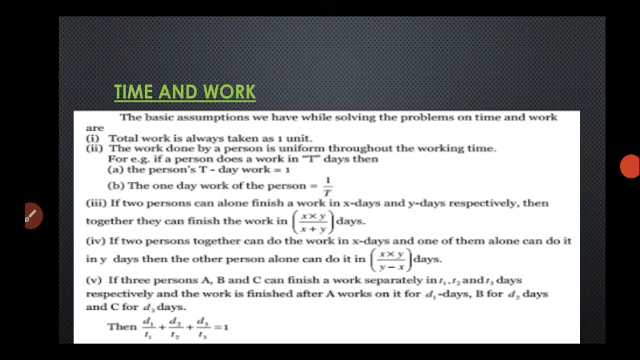 TIME AND WORK
The basic assumptions we have while solving the problems on time and work
are
(i) Total work is always taken as 1 unit.
(ii) The work done by a person is uniform throughout the working time.
For e.g. if a person does a work in "T" days then
(a) the person's T - day work = 1
(b) The one day work of the person = 1/T
(iii) If two persons can alone finish a work in x-days and y-days respectively, then
together they can finish the work in (x×y / x+y) days.
(iv) If two persons together can do the work in x-days and one of them alone can do it
in y days then the other person alone can do it in (x×y / y−x) days.
(v) If three persons A, B and C can finish a work separately in t₁, t₂ and t₃ days
respectively and the work is finished after A works on it for d₁-days, B for d₂ days
and C for d₃ days.
Then d₁/t₁ + d₂/t₂ + d₃/t₃ = 1